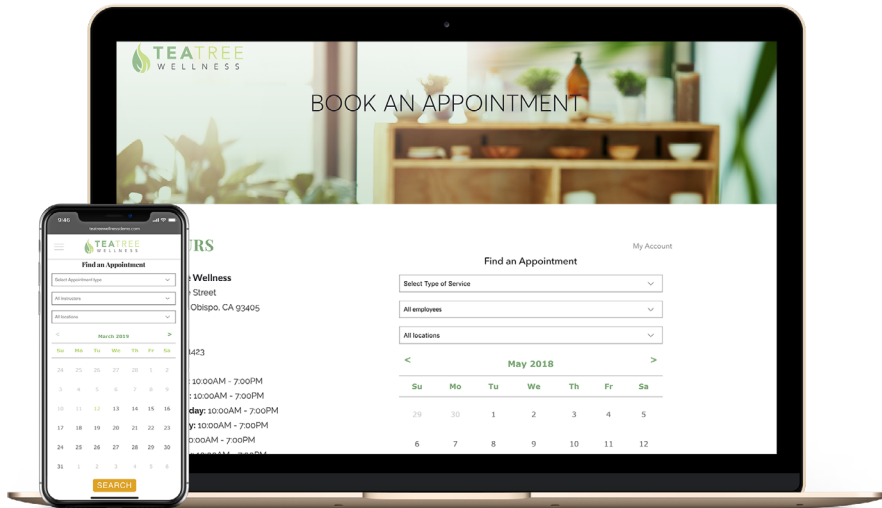 TEATREE
WELLNESS
BOOK AN APPOINTMENT
URS
Wellness
Street
Obispo, CA 93405
423
10:00AM - 7:00PM
10:00AM - 7:00PM
day: 10:00AM - 7:00PM
y: 10:00AM - 7:00PM
0:00AM - 7:00PM
My Account
Find an Appointment
Select Type of Service
All employees
All locations
< May 2018 >
Su Mo Tu We Th Fr Sa
29 30 1 2 3 4 5
6 7 8 9 10 11 12
9:46
TEATREE
WELLNESS
Find an Appointment
Select Appointment type
All instructors
All locations
< March 2019 >
Su Mo Tu We Th Fr Sa
24 25 26 27 28 1 2
3 4 5 6 7 8 9
10 11 12 13 14 15 16
17 18 19 20 21 22 23
24 25 26 27 28 29 30
31 1 2 3 4 5 6
SEARCH